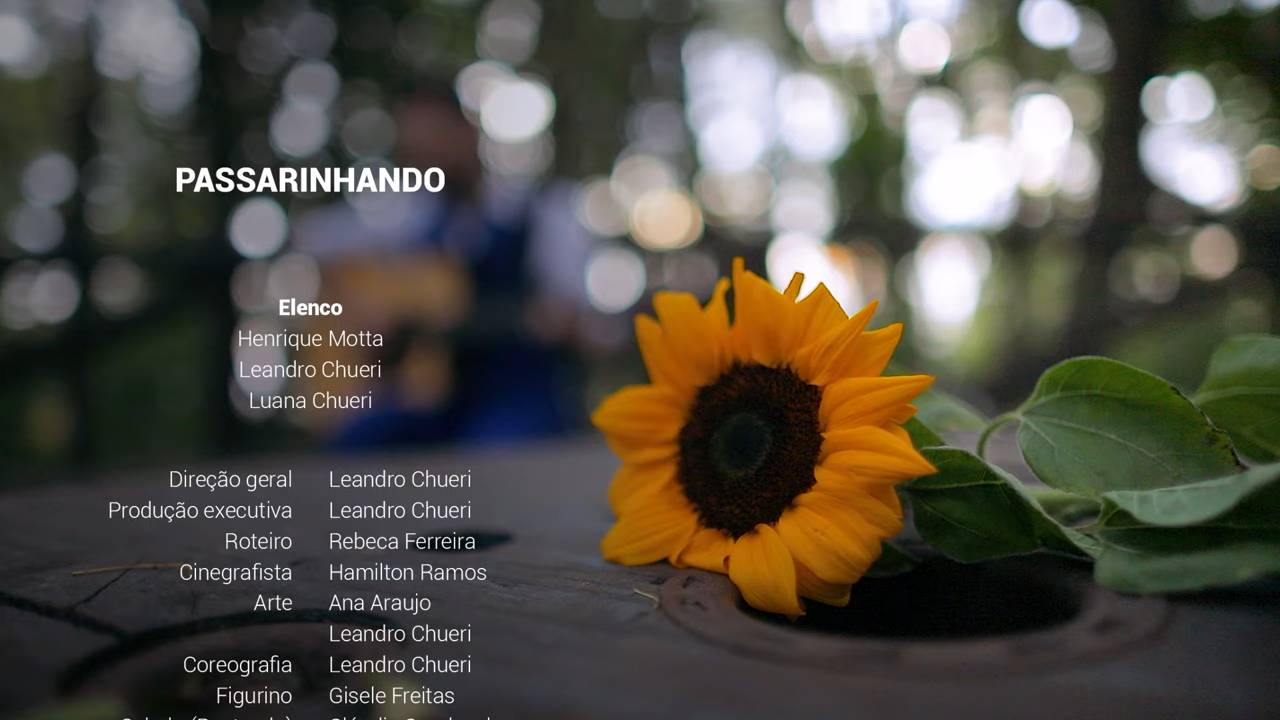 PASSARINHANDO
Elenco
Henrique Motta
Leandro Chueri
Luana Chueri
Direção geral Leandro Chueri
Produção executiva Leandro Chueri
Roteiro Rebeca Ferreira
Cinegrafista Hamilton Ramos
Arte Ana Araujo
Leandro Chueri
Coreografia Leandro Chueri
Figurino Gisele Freitas